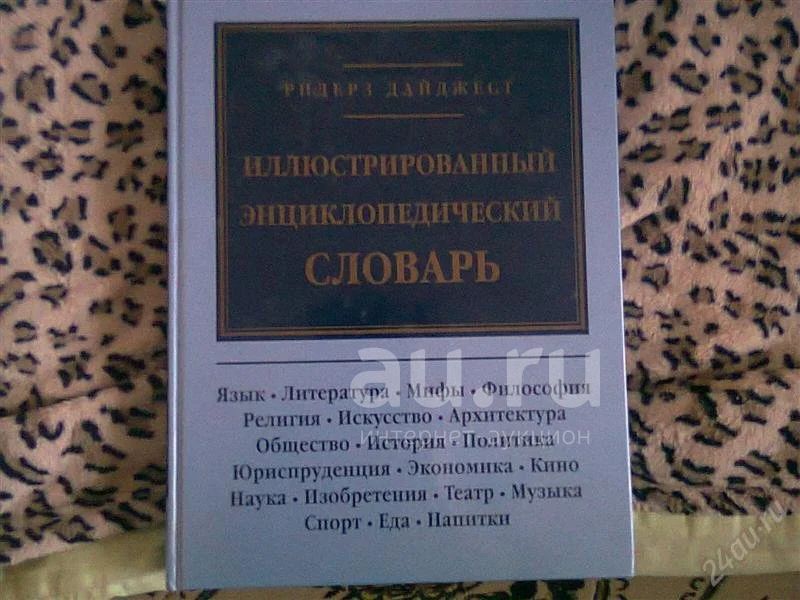 РИДЕРЗ ДАЙДЖЕСТ
ИЛЛЮСТРИРОВАННЫЙ
ЭНЦИКЛОПЕДИЧЕСКИЙ
СЛОВАРЬ
au.ru
интернет аукцион
Язык • Литература • Мифы • Философия
Религия • Искусство • Архитектура
Общество • История • Политика
Юриспруденция • Экономика • Кино
Наука • Изобретения • Театр • Музыка
Спорт • Еда • Напитки
24au.ru